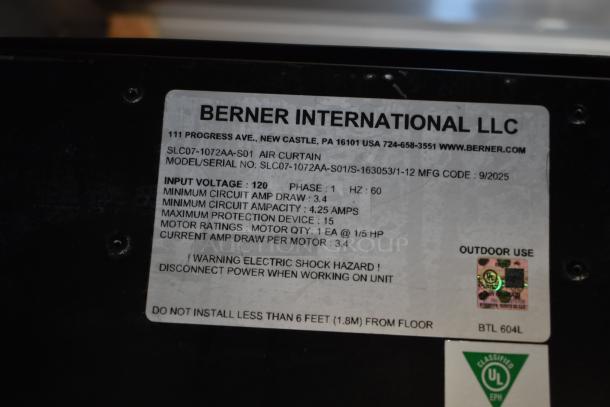 BERNER INTERNATIONAL LLC
111 PROGRESS AVE., NEW CASTLE, PA 16101 USA 724-658-3551 WWW.BERNER.COM
SLC07-1072AA-S01 AIR CURTAIN
MODEL/SERIAL NO. SLC07-1072AA-S01/S-163053/1-12 MFG CODE : 9/2025
INPUT VOLTAGE : 120 PHASE : 1 HZ : 60
MINIMUM CIRCUIT AMP DRAW : 3.4
MINIMUM CIRCUIT AMPACITY : 4.25 AMPS
MAXIMUM PROTECTION DEVICE : 15
MOTOR RATINGS : MOTOR QTY. 1 EA @ 1/5 HP
CURRENT AMP DRAW PER MOTOR : 3.4
AUCTION GROUP
! WARNING ELECTRIC SHOCK HAZARD !
DISCONNECT POWER WHEN WORKING ON UNIT
OUTDOOR USE
UL
BTL 604L
DO NOT INSTALL LESS THAN 6 FEET (1.8M) FROM FLOOR
CLASSIFIED
UL
EPH